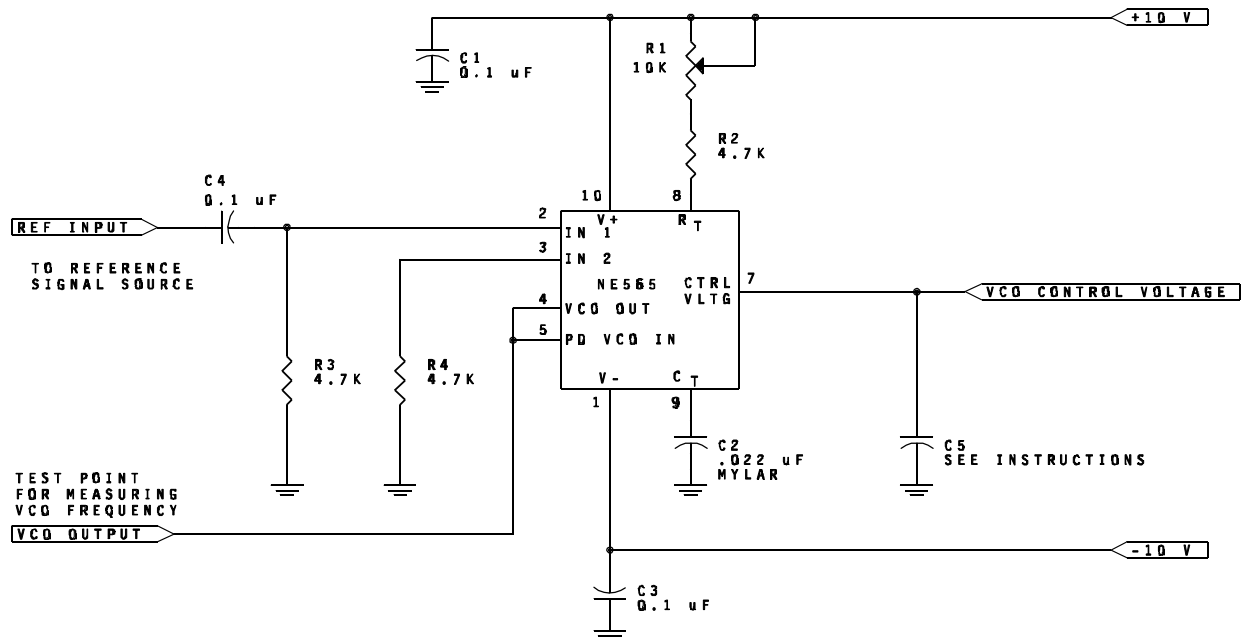 +10 V
C1
0.1 uF
R1
10K
R2
4.7K
C4
0.1 uF
10
8
V+
R T
REF INPUT
2
IN 1
TO REFERENCE
SIGNAL SOURCE
3
IN 2
NE565
CTRL
VLTG
7
VCO CONTROL VOLTAGE
4
VCO OUT
5
PD VCO IN
R3
4.7K
R4
4.7K
V-
C T
1
9
C2
.022 uF
MYLAR
C5
SEE INSTRUCTIONS
TEST POINT
FOR MEASURING
VCO FREQUENCY
VCO OUTPUT
-10 V
C3
0.1 uF